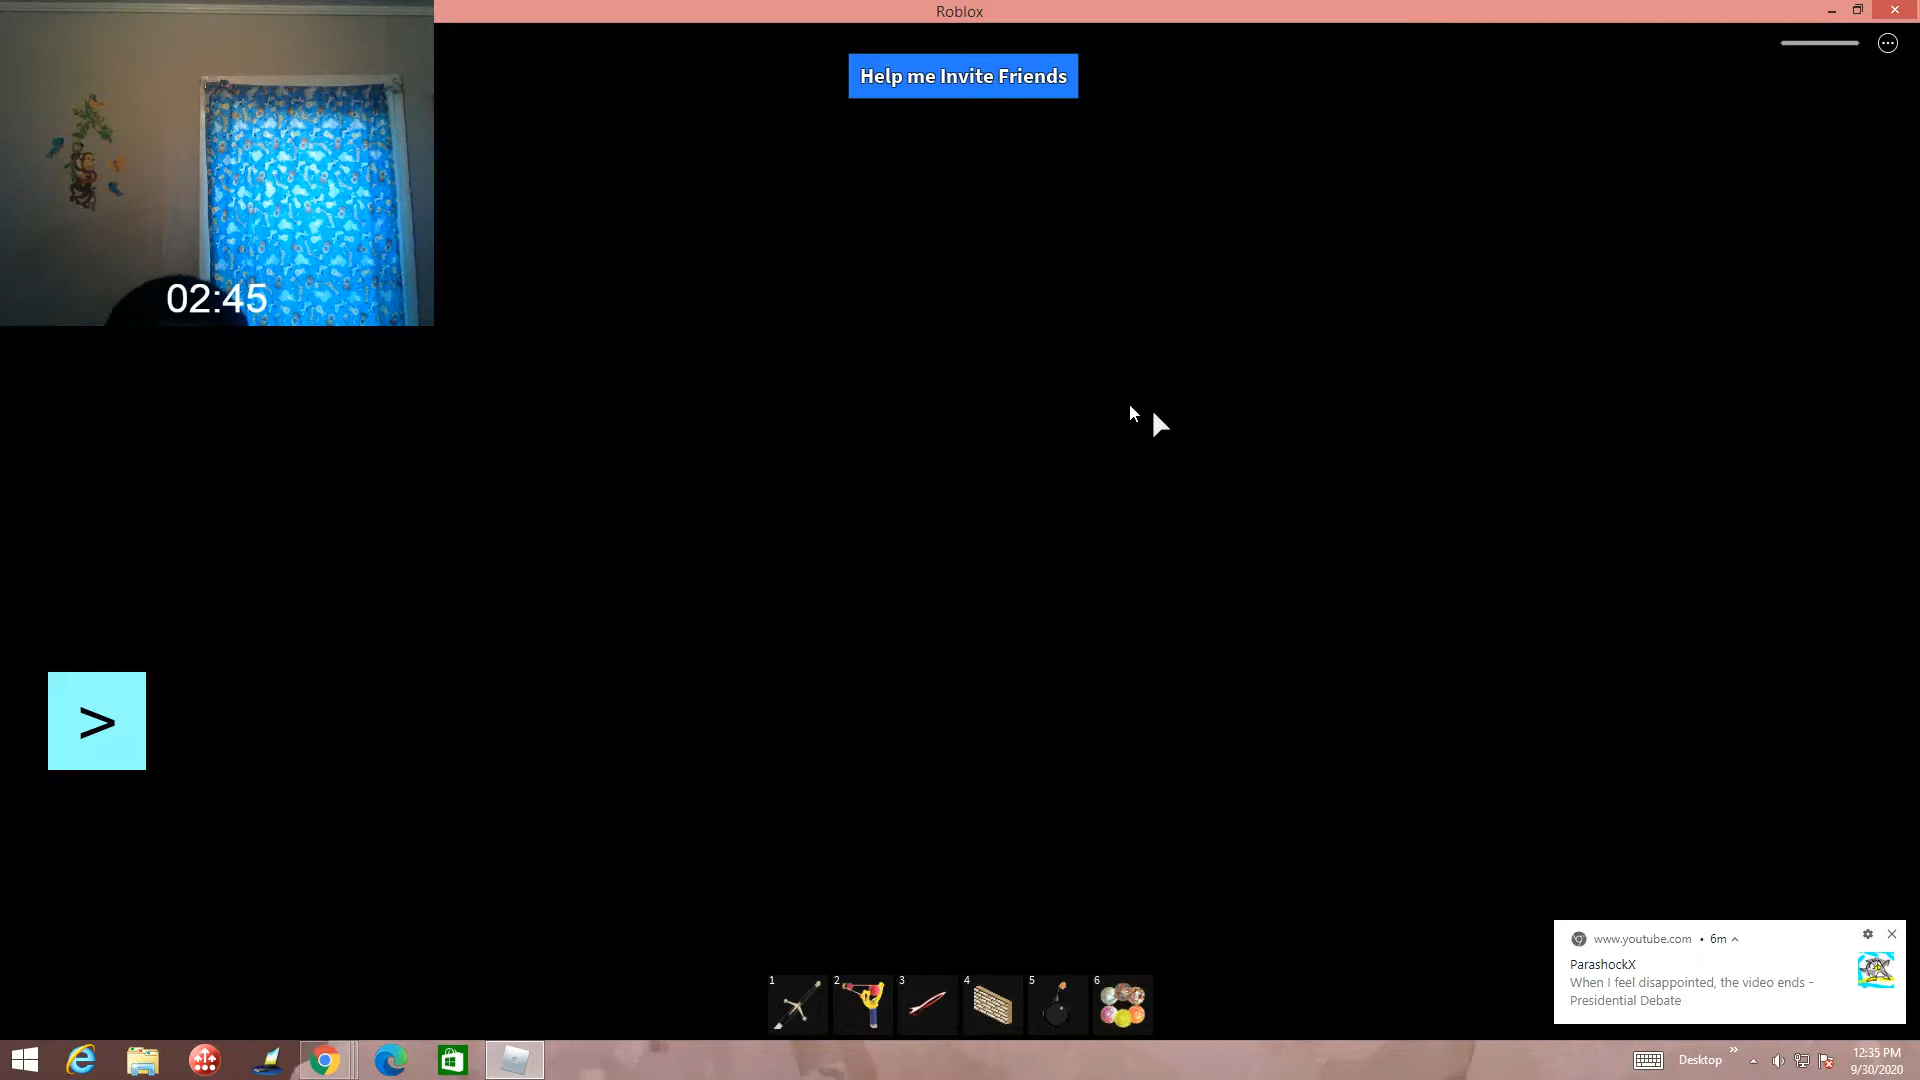 Roblox
Help me Invite Friends
02:45
>
www.youtube.com • 6m
ParashockX
When I feel disappointed, the video ends -
Presidential Debate
1 2 3 4 5 6
Desktop
12:35 PM
9/30/2020